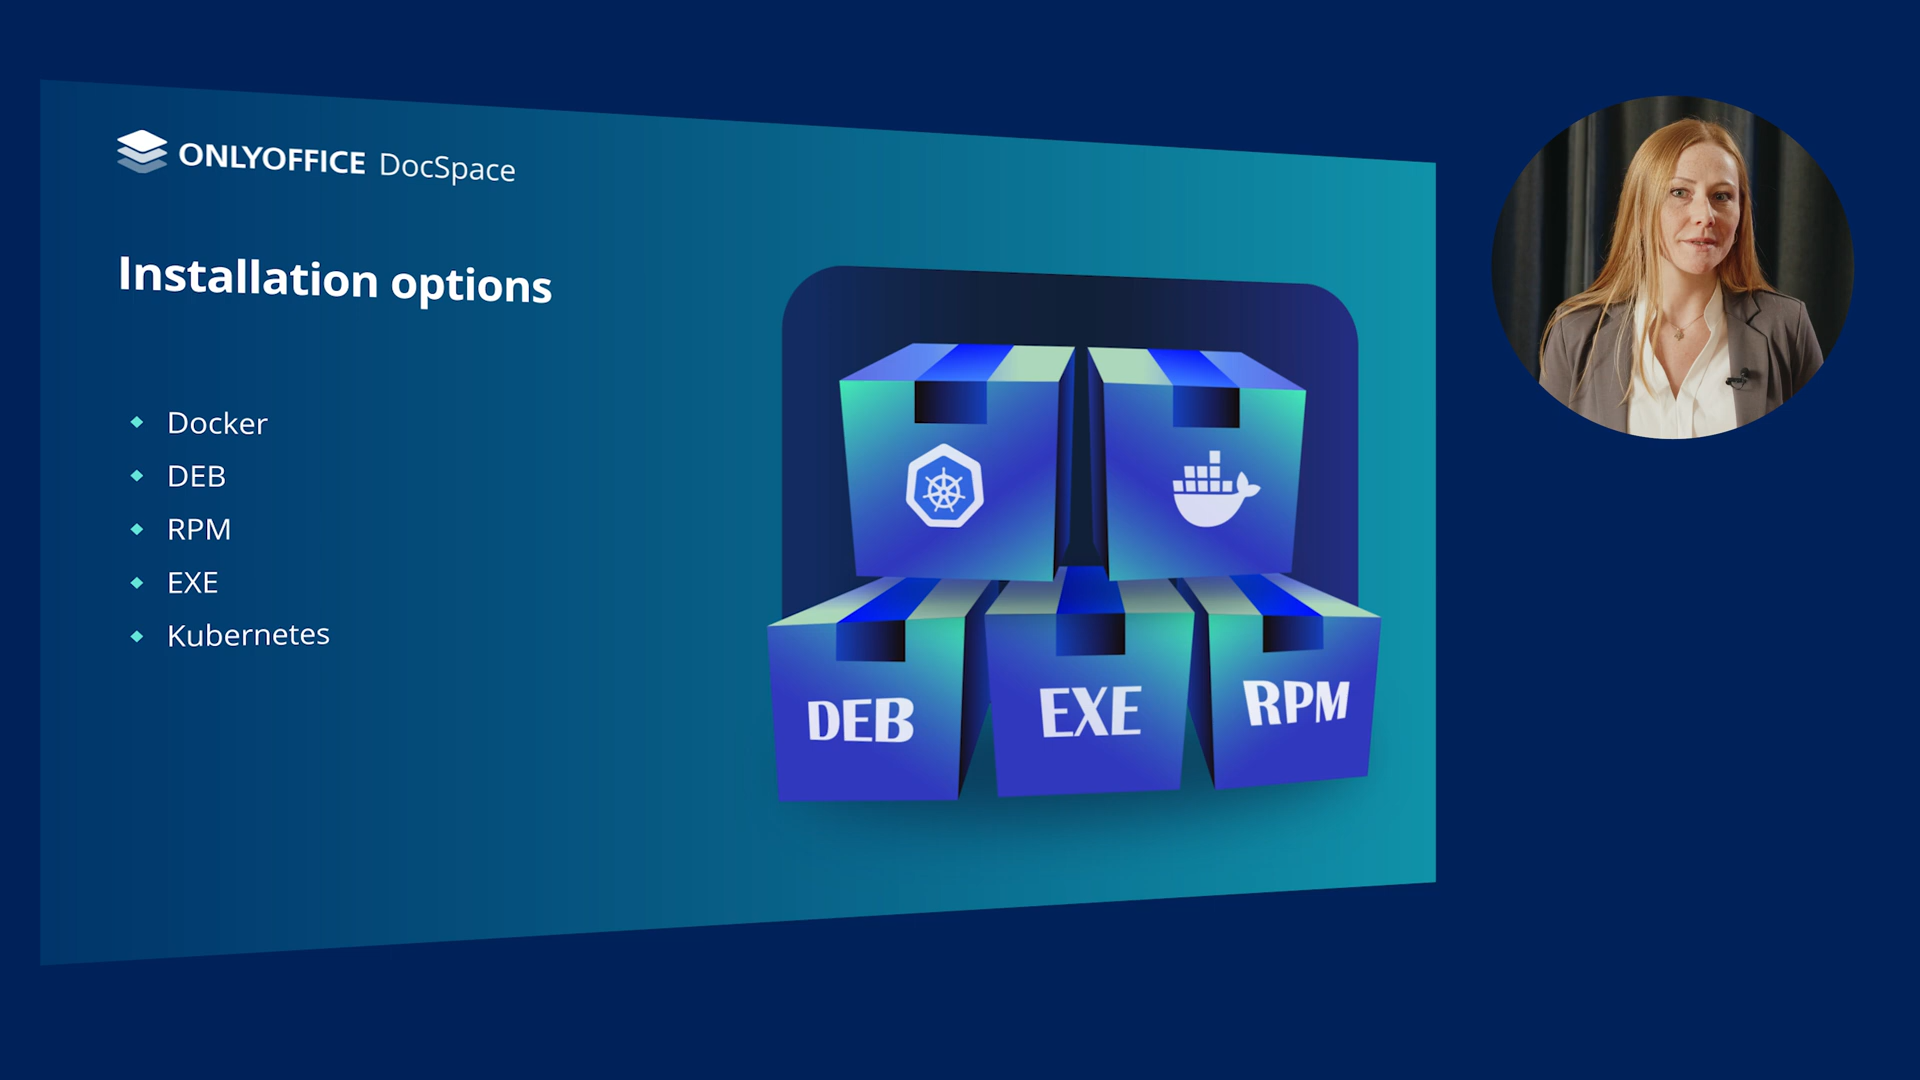 ONLYOFFICE DocSpace
Installation options
Docker
DEB
RPM
EXE
Kubernetes
DEB
EXE
RPM